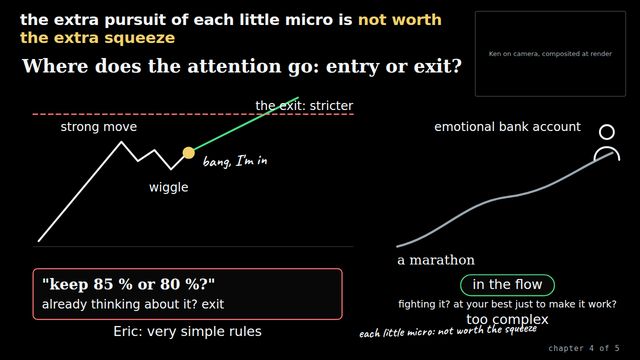 the extra pursuit of each little micro is not worth
the extra squeeze
Ken on camera, composited at render
Where does the attention go: entry or exit?
the exit: stricter
strong move
bang, I'm in
wiggle
emotional bank account
a marathon
"keep 85 % or 80 %?"
already thinking about it? exit
Eric: very simple rules
in the flow
fighting it? at your best just to make it work?
too complex
each little micro: not worth the squeeze
chapter 4 of 5